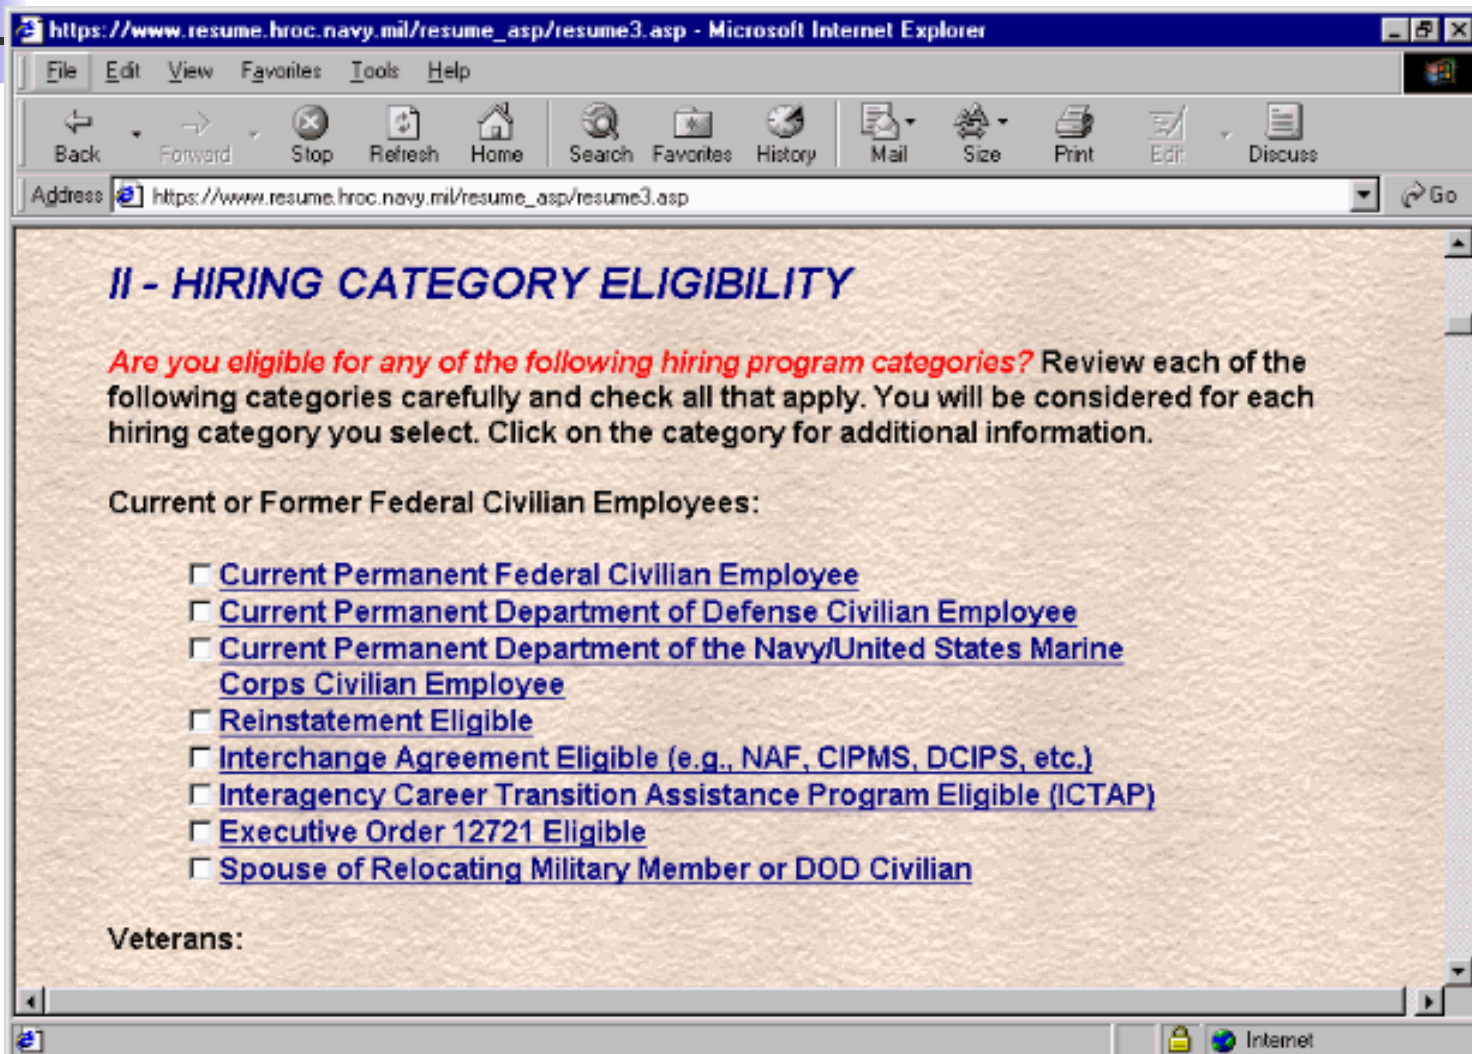 https://www.resume.hroc.navy.mil/resume_asp/resume3.asp - Microsoft Internet Explorer
File Edit View Favorites Tools Help
Back Forward Stop Refresh Home Search Favorites History Mail Size Print Edit Discuss
Address https://www.resume.hroc.navy.mil/resume_asp/resume3.asp Go
II - HIRING CATEGORY ELIGIBILITY
Are you eligible for any of the following hiring program categories? Review each of the
following categories carefully and check all that apply. You will be considered for each
hiring category you select. Click on the category for additional information.
Current or Former Federal Civilian Employees:
Current Permanent Federal Civilian Employee
Current Permanent Department of Defense Civilian Employee
Current Permanent Department of the Navy/United States Marine
Corps Civilian Employee
Reinstatement Eligible
Interchange Agreement Eligible (e.g., NAF, CIPMS, DCIPS, etc.)
Interagency Career Transition Assistance Program Eligible (ICTAP)
Executive Order 12721 Eligible
Spouse of Relocating Military Member or DOD Civilian
Veterans:
Internet